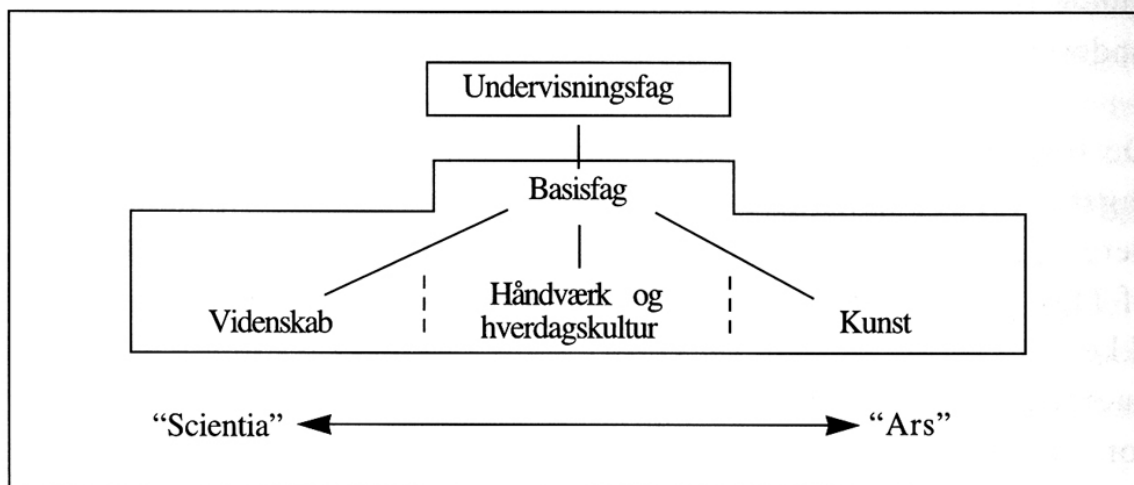 Undervisningsfag
Basisfag
Videnskab
Håndværk og
hverdagskultur
Kunst
“Scientia”
“Ars”